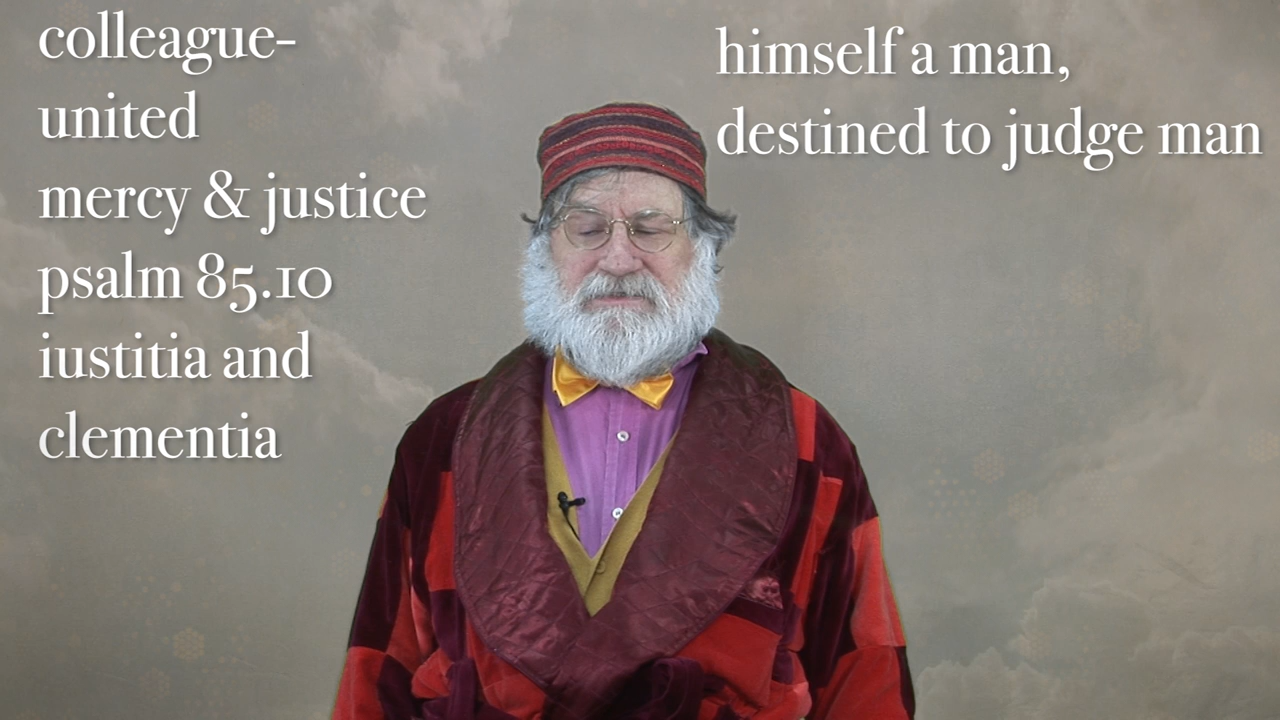 colleague-
united
mercy & justice
psalm 85.10
iustitia and
clementia
himself a man,
destined to judge man